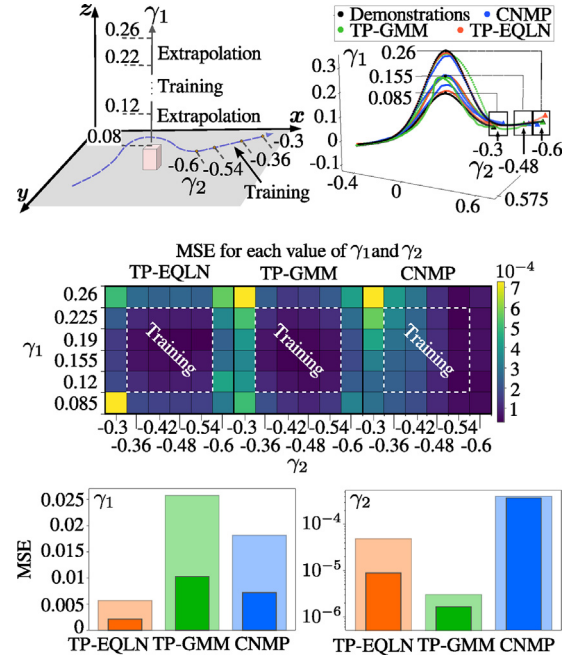 z
γ1
0.26
Extrapolation
0.22
Training
0.12
Extrapolation
0.08
x
-0.3
-0.36
-0.54
-0.6
γ2
Training
y
Demonstrations CNMP
TP-GMM TP-EQLN
γ1
0.26
0.155
0.085
0.3
0.2
0.1
0
-0.1
-0.4
0
0.6
0.575
-0.3
-0.48
-0.6
γ2
MSE for each value of γ1 and γ2
TP-EQLN TP-GMM CNMP
10⁻⁴
0.26
0.225
0.19
0.155
0.12
0.085
γ1
Training Training Training
7
6
5
4
3
2
1
-0.3 -0.42 -0.54 -0.3 -0.42 -0.54 -0.3 -0.42 -0.54
-0.36 -0.48 -0.6 -0.36 -0.48 -0.6 -0.36 -0.48 -0.6
γ2
MSE
0.025
0.02
0.015
0.01
0.005
0
γ1
TP-EQLN TP-GMM CNMP
γ2
10⁻⁴
10⁻⁵
10⁻⁶
TP-EQLN TP-GMM CNMP